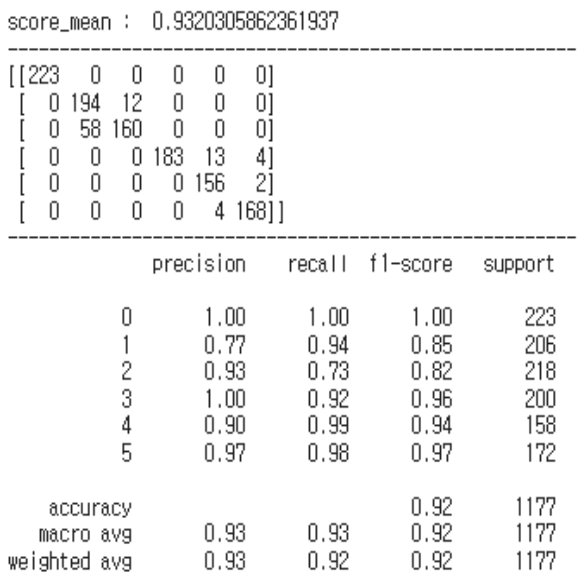 score_mean :  0.9320305862361937
---------------------------------------------------------
[[223   0   0   0   0   0]
 [  0 194  12   0   0   0]
 [  0  58 160   0   0   0]
 [  0   0   0 183  13   4]
 [  0   0   0   0 156   2]
 [  0   0   0   0   4 168]]
---------------------------------------------------------
              precision    recall  f1-score   support

           0       1.00      1.00      1.00       223
           1       0.77      0.94      0.85       206
           2       0.93      0.73      0.82       218
           3       1.00      0.92      0.96       200
           4       0.90      0.99      0.94       158
           5       0.97      0.98      0.97       172

    accuracy                           0.92      1177
   macro avg       0.93      0.93      0.92      1177
weighted avg       0.93      0.92      0.92      1177